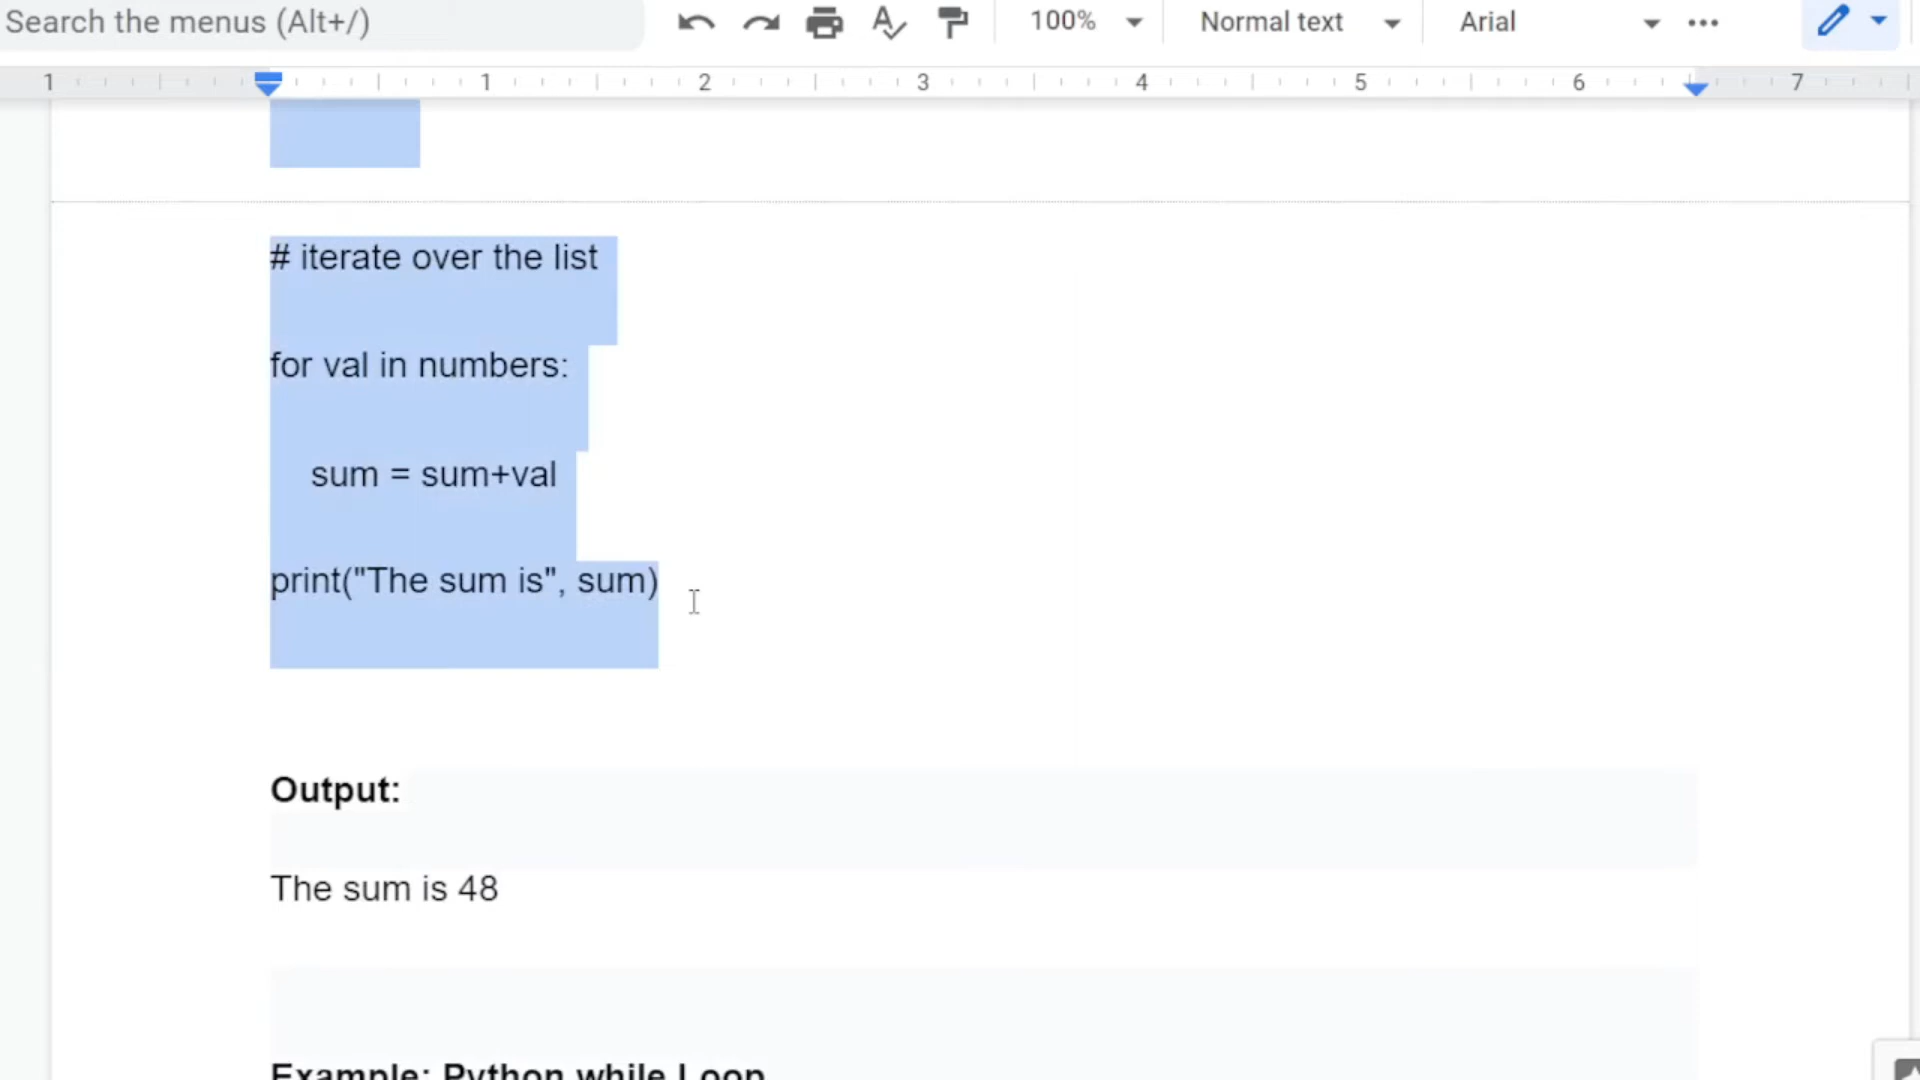 Search the menus (Alt+/) 100% Normal text Arial
1 1 2 3 4 5 6 7
# iterate over the list
for val in numbers:
sum = sum+val
print("The sum is", sum)
Output:
The sum is 48
Example: Python while Loop